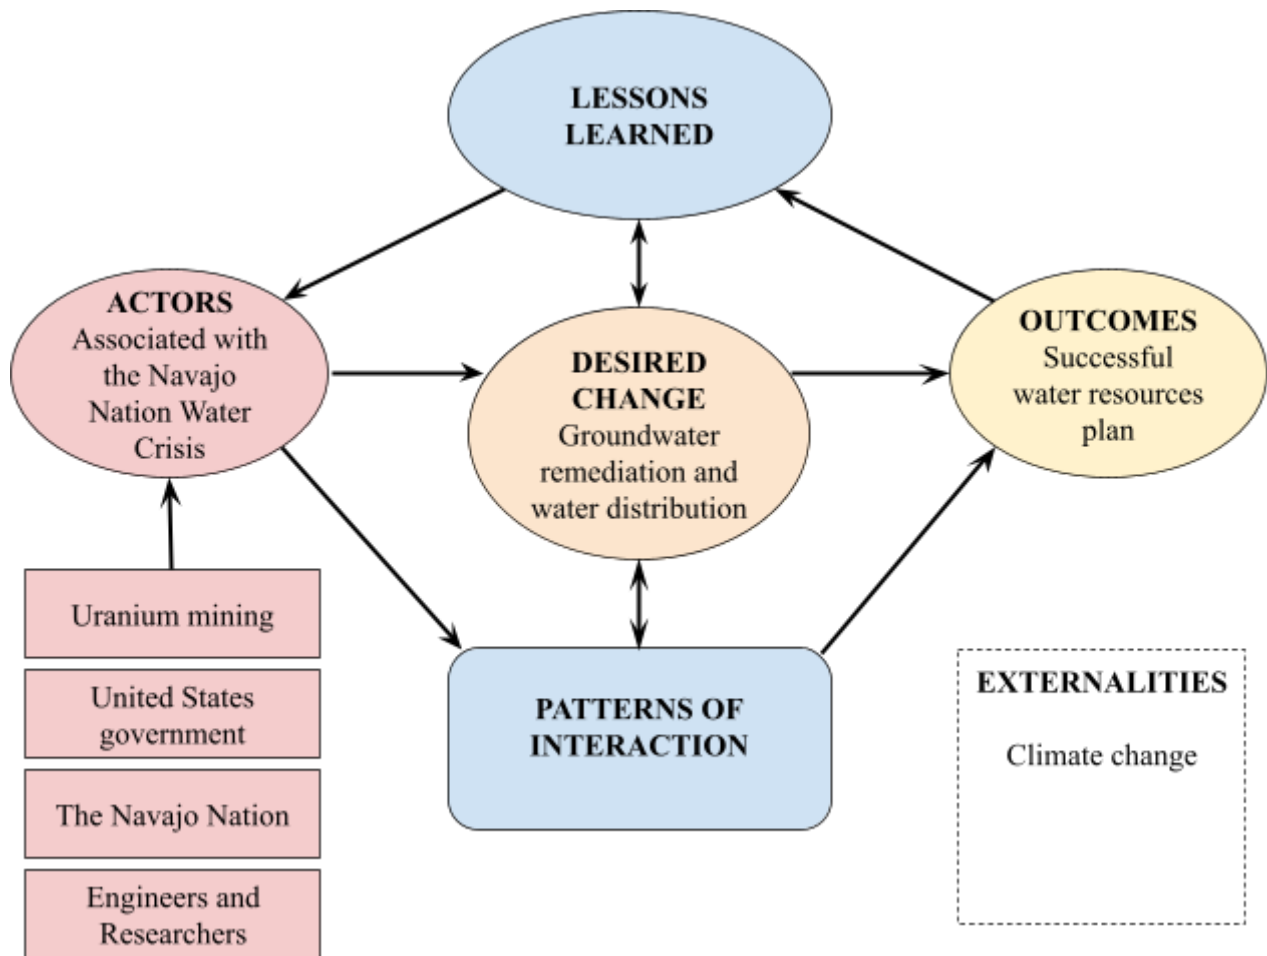 LESSONS
LEARNED
ACTORS
Associated with
the Navajo
Nation Water
Crisis
DESIRED
CHANGE
Groundwater
remediation and
water distribution
OUTCOMES
Successful
water resources
plan
Uranium mining
United States
government
The Navajo Nation
Engineers and
Researchers
PATTERNS OF
INTERACTION
EXTERNALITIES
Climate change